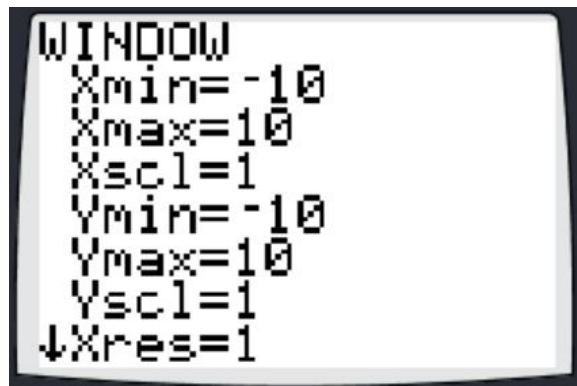 WINDOW
Xmin=-10
Xmax=10
Xscl=1
Ymin=-10
Ymax=10
Yscl=1
↓Xres=1